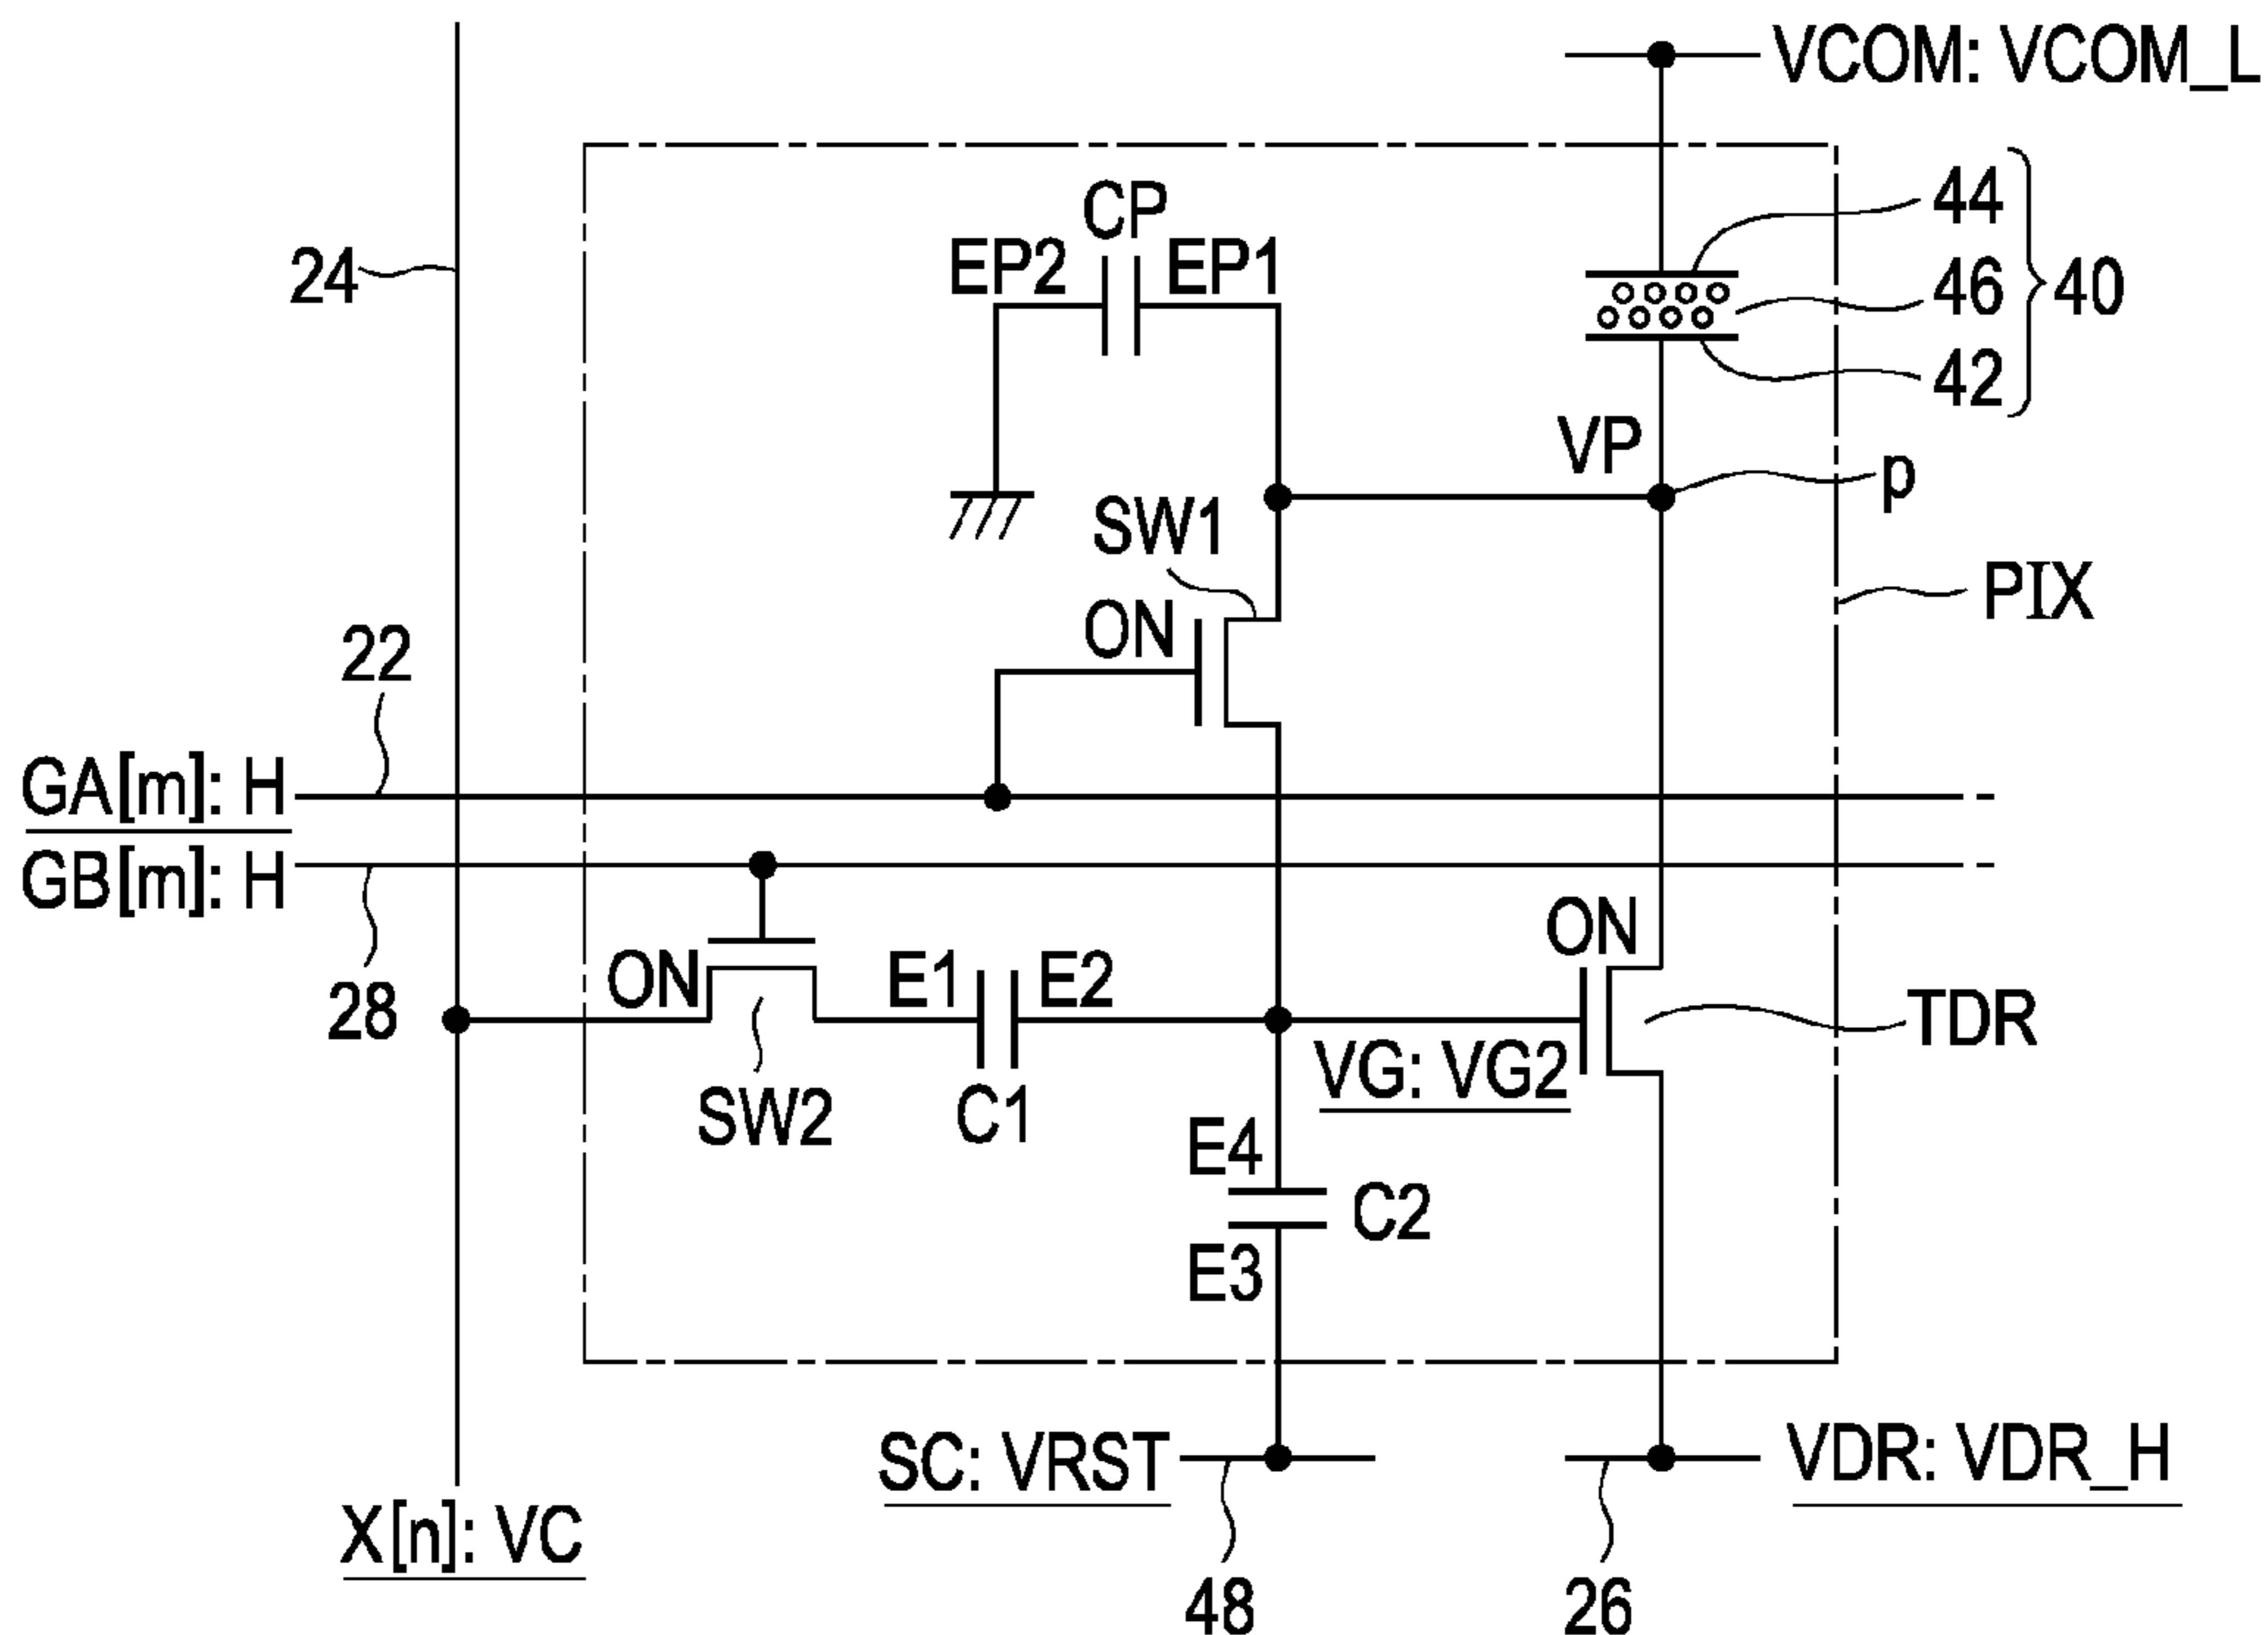 VCOM: VCOM_L
CP
EP2 EP1
44
46
42
40
24
VP
p
SW1
ON
PIX
22
GA[m]: H
GB[m]: H
28
ON
SW2
E1 E2
C1
ON
TDR
VG: VG2
E4
C2
E3
SC: VRST
VDR: VDR_H
X[n]: VC
48
26